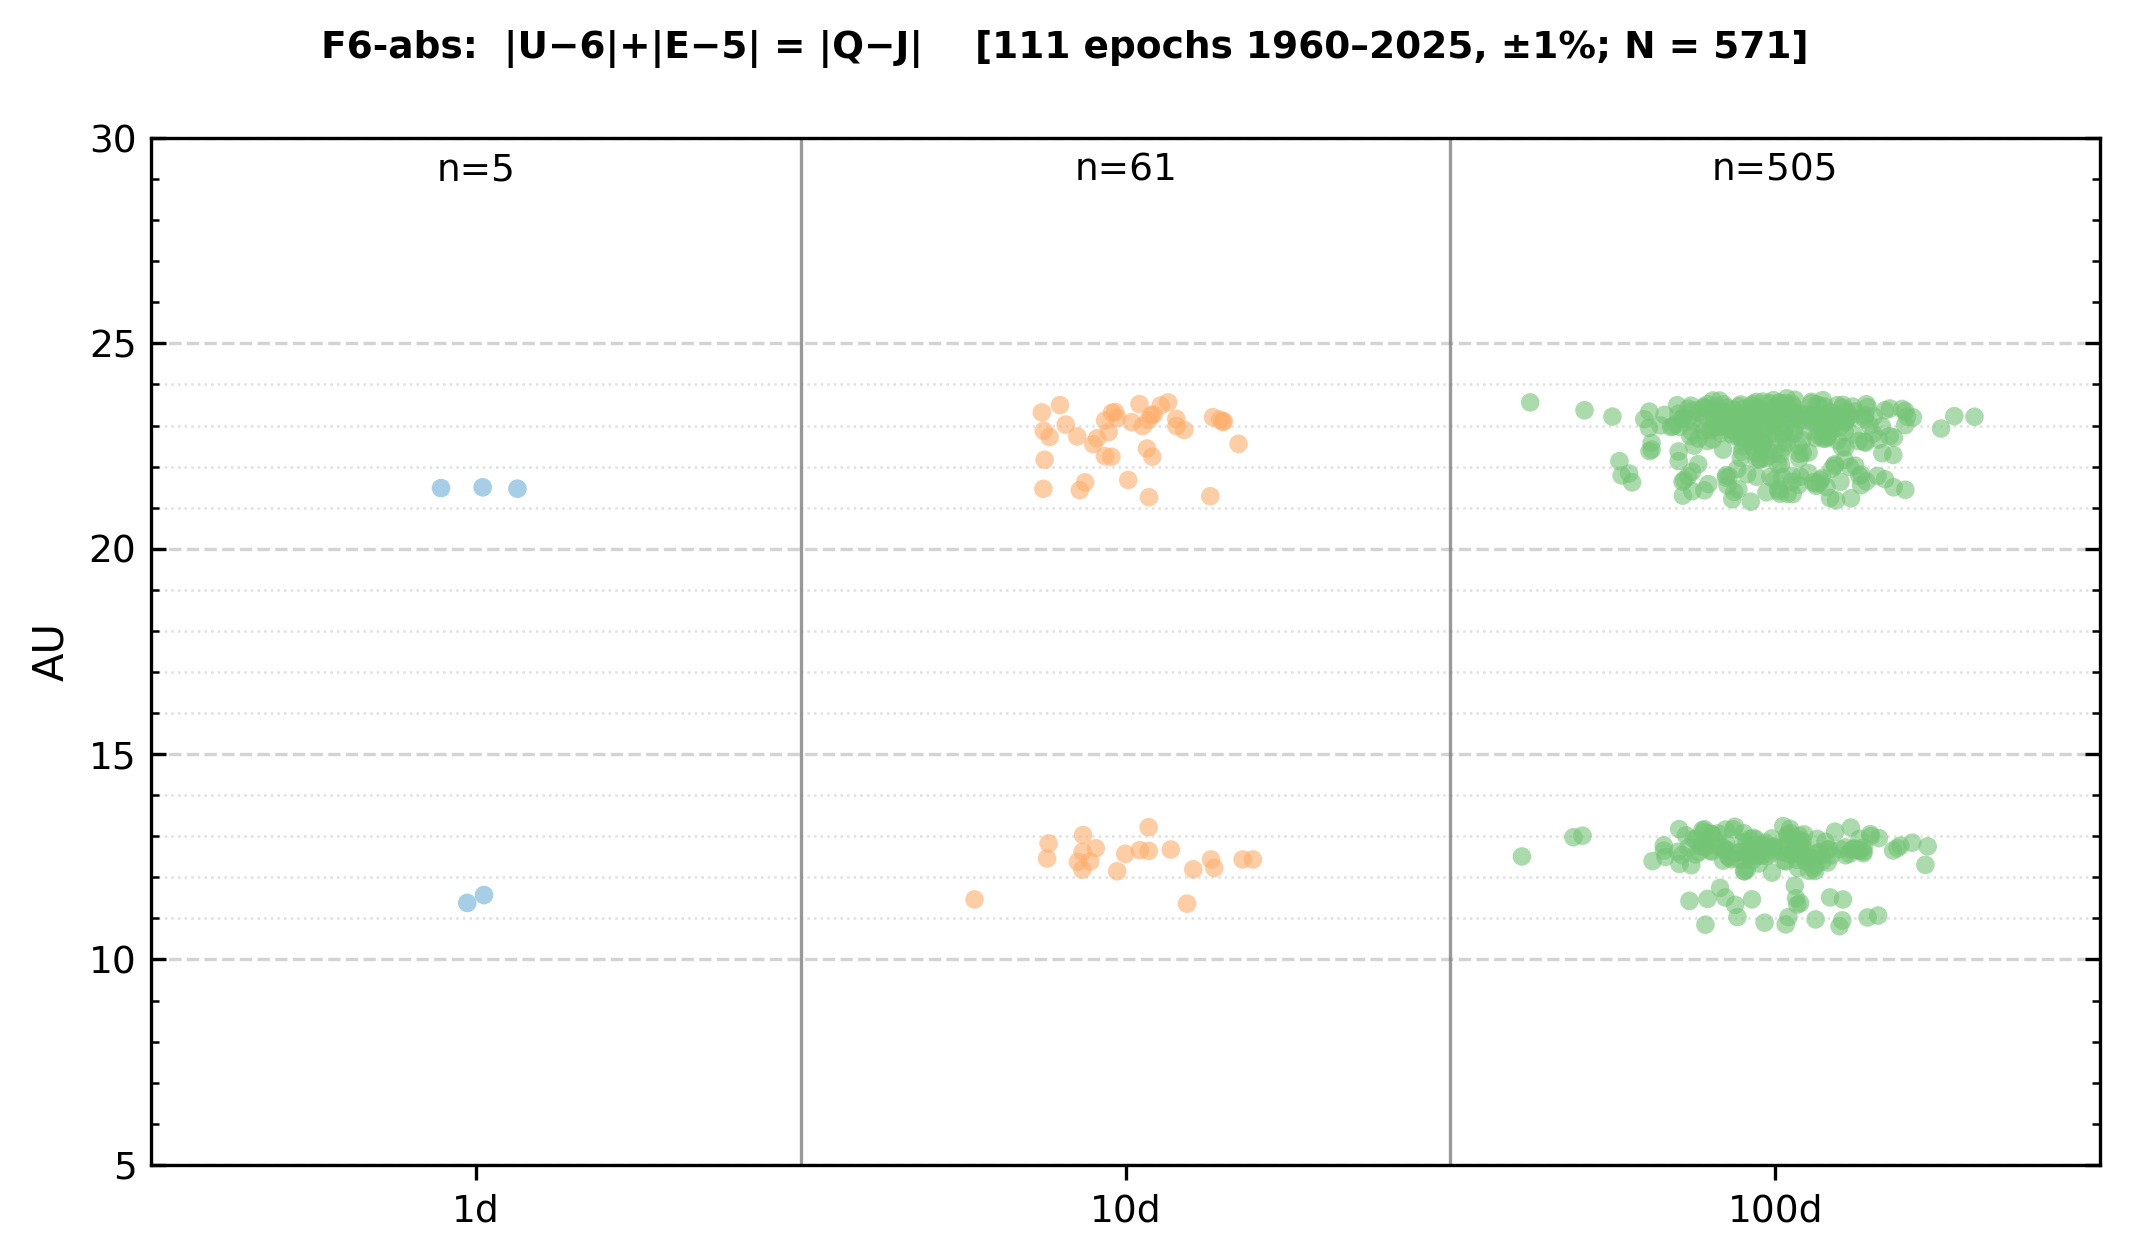 F6-abs:  |U−6|+|E−5| = |Q−J|    [111 epochs 1960–2025, ±1%; N = 571]
n=5
n=61
n=505
30
25
20
15
10
5
AU
1d
10d
100d